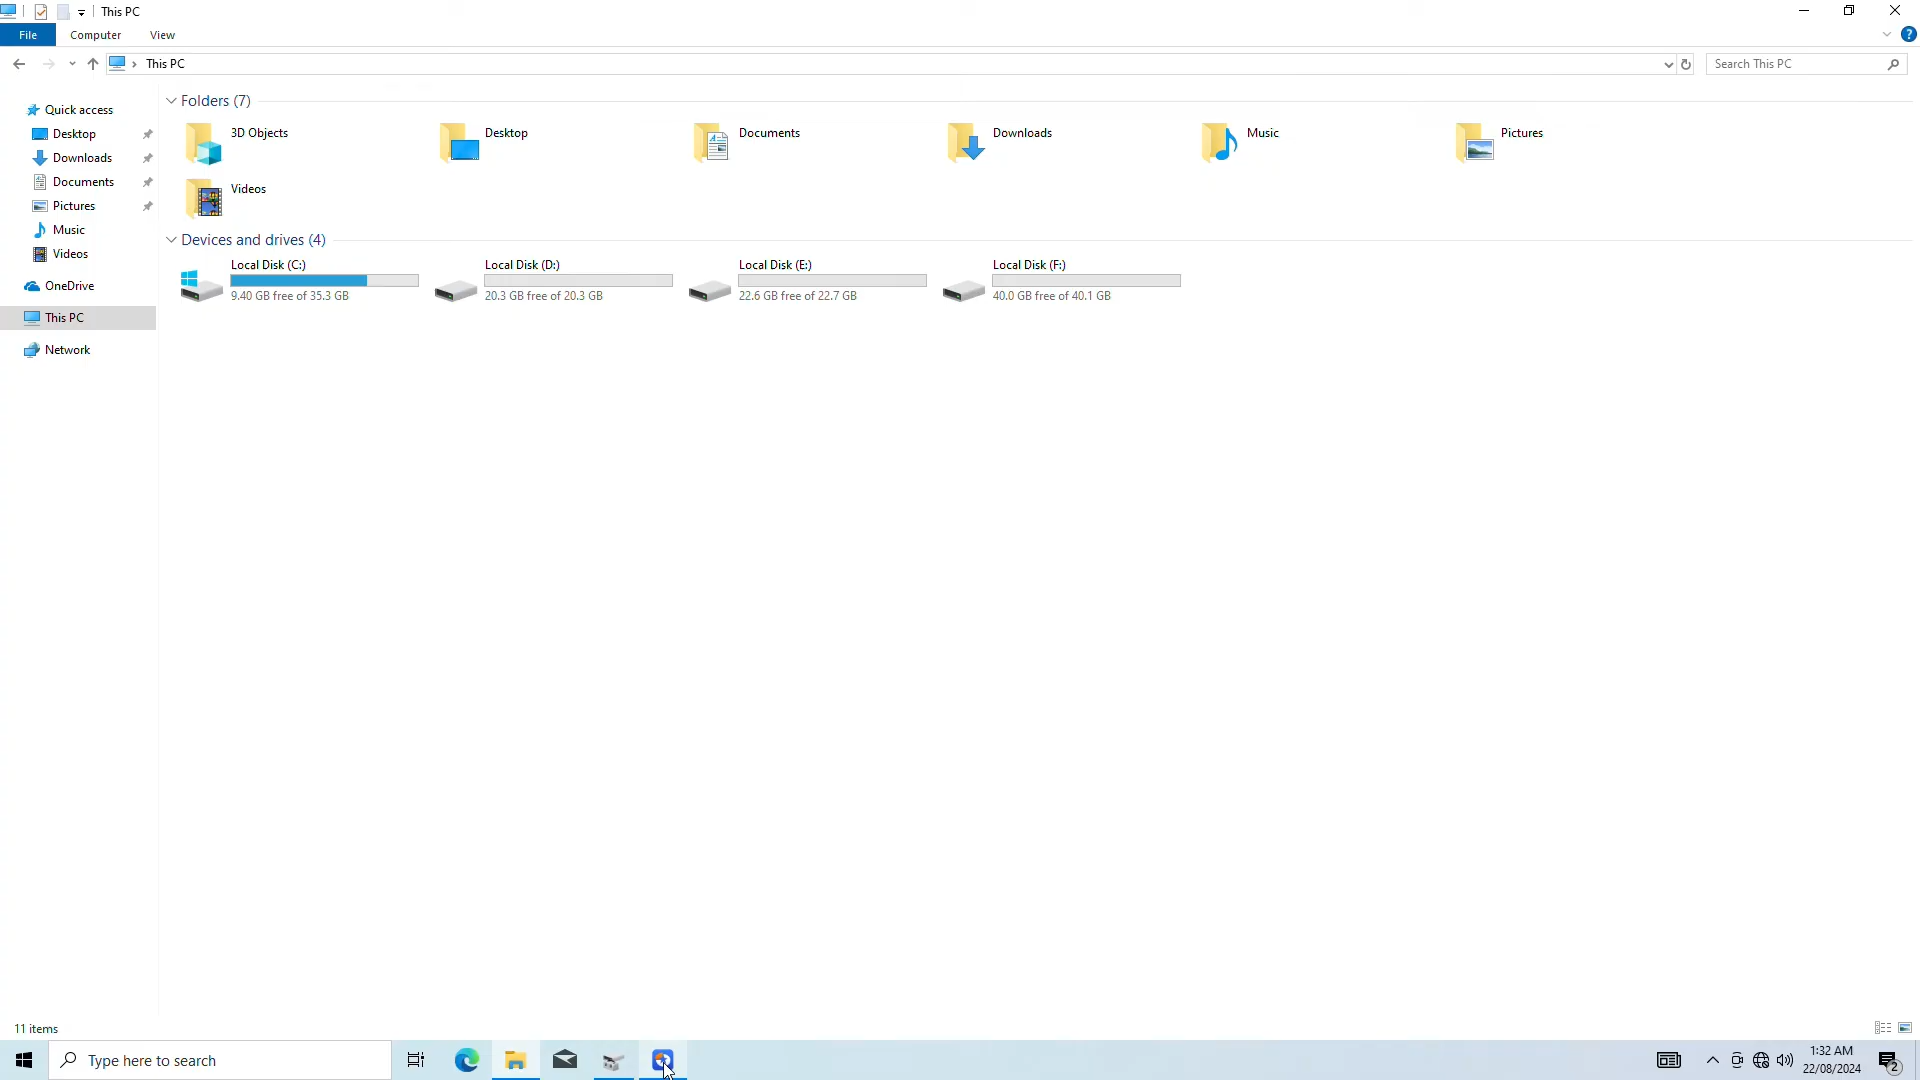 This PC
File Computer View
This PC
Search This PC
Quick access
Desktop
Downloads
Documents
Pictures
Music
Videos
OneDrive
This PC
Network
Folders (7)
3D Objects
Desktop
Documents
Downloads
Music
Pictures
Videos
Devices and drives (4)
Local Disk (C:)
9.40 GB free of 35.3 GB
Local Disk (D:)
20.3 GB free of 20.3 GB
Local Disk (E:)
22.6 GB free of 22.7 GB
Local Disk (F:)
40.0 GB free of 40.1 GB
11 items
Type here to search
1:32 AM
22/08/2024
2